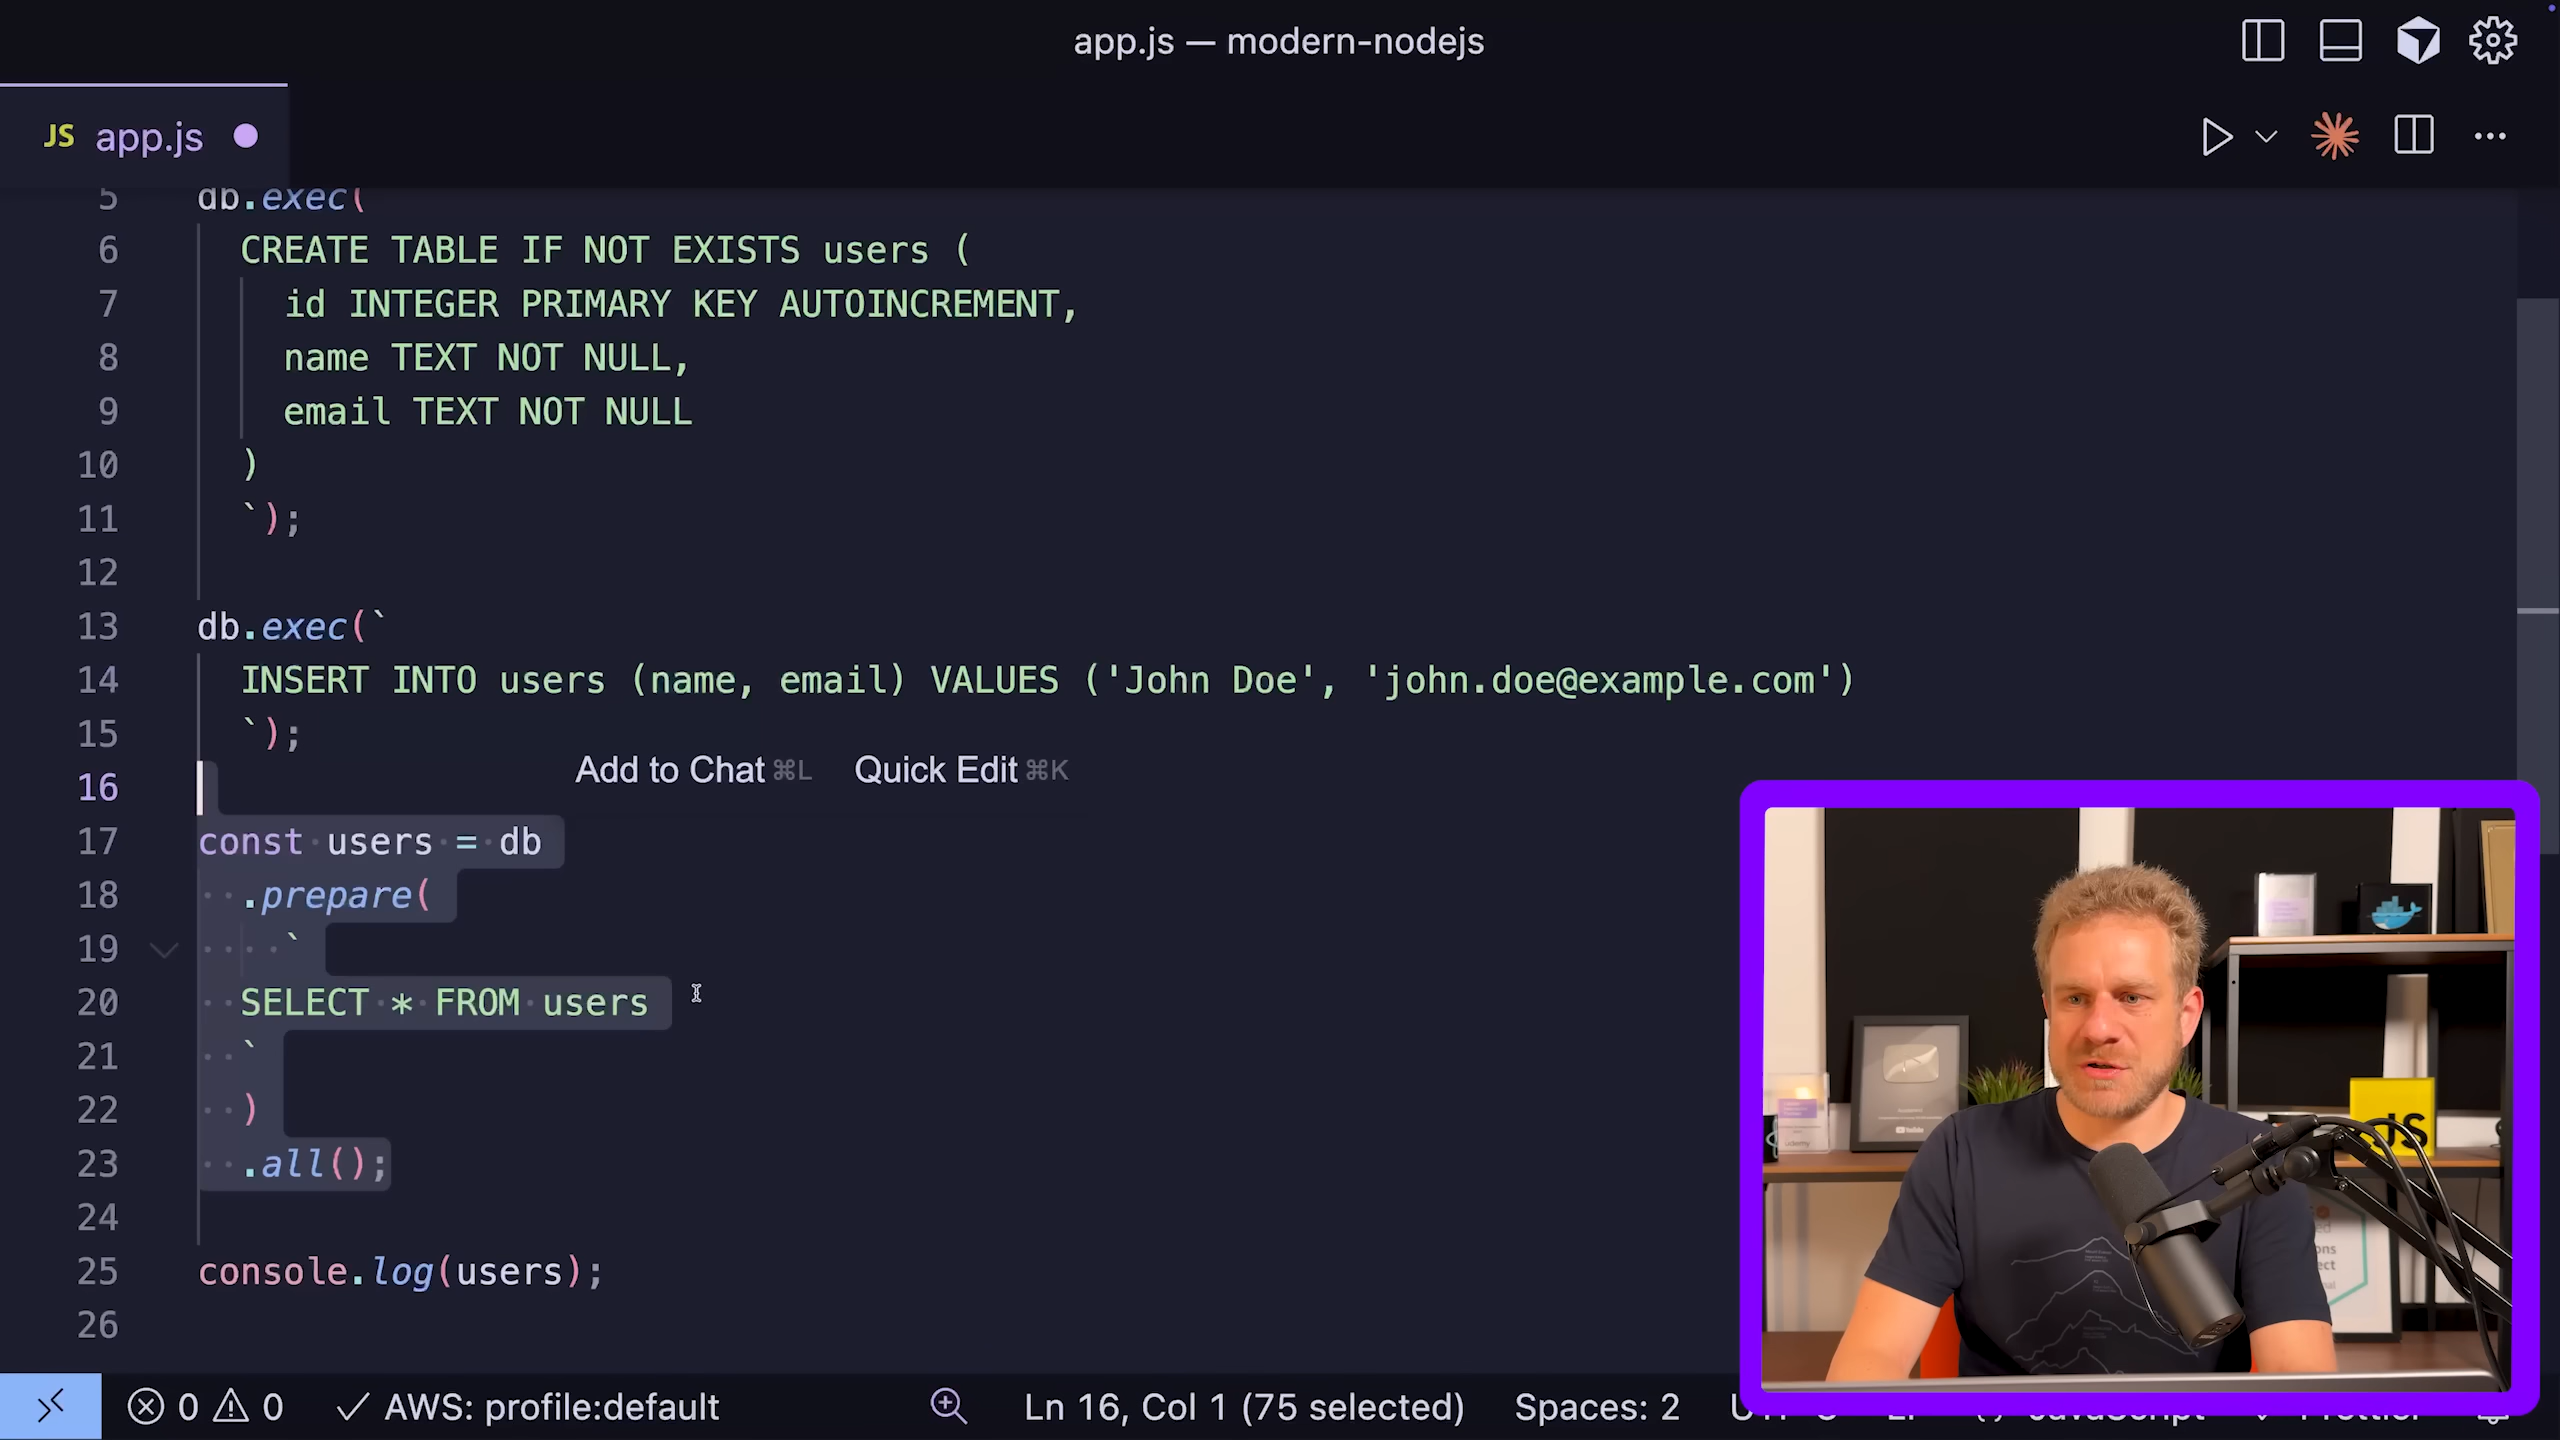 app.js — modern-nodejs
JS app.js
5 db.exec(
6 CREATE TABLE IF NOT EXISTS users (
7 id INTEGER PRIMARY KEY AUTOINCREMENT,
8 name TEXT NOT NULL,
9 email TEXT NOT NULL
10 )
11 `);
12
13 db.exec(`
14 INSERT INTO users (name, email) VALUES ('John Doe', 'john.doe@example.com')
15 `);
Add to Chat ⌘L Quick Edit ⌘K
16
17 const users = db
18 .prepare(
19 `
20 SELECT * FROM users
21 `
22 )
23 .all();
24
25 console.log(users);
26
JS
0 0 AWS: profile:default Ln 16, Col 1 (75 selected) Spaces: 2